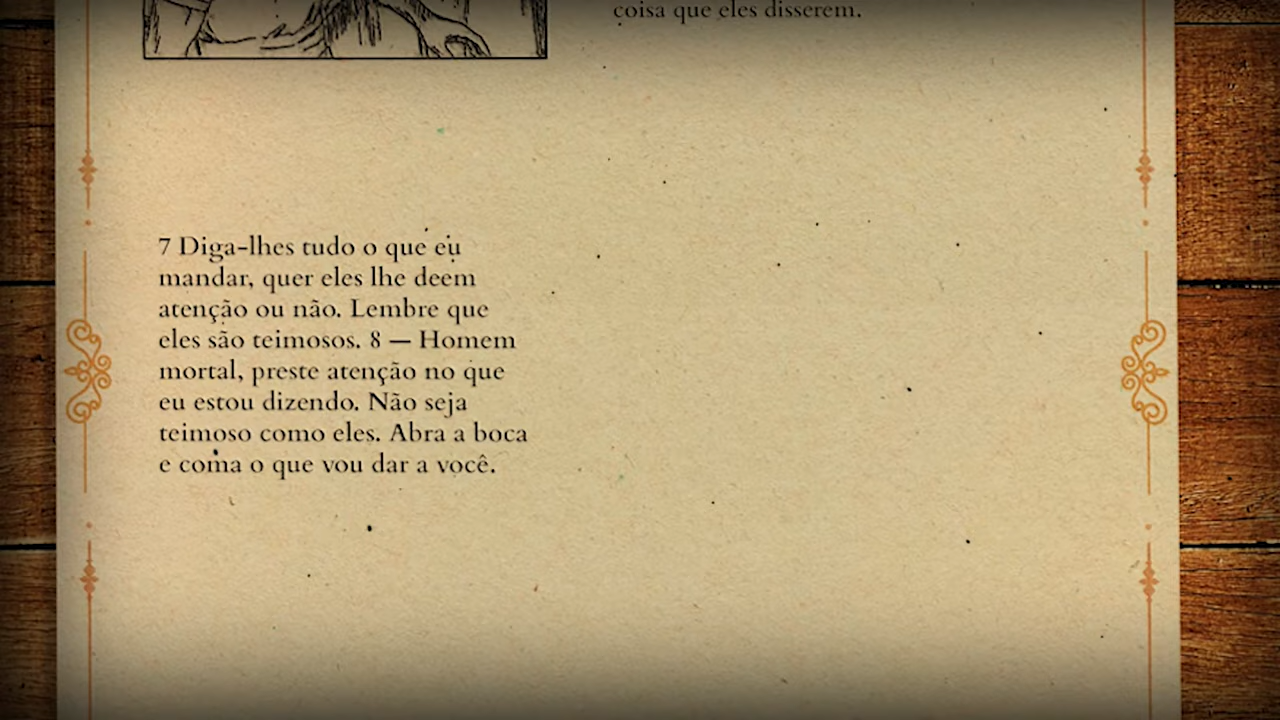 coisa que eles disserem.
7 Diga-lhes tudo o que eu
mandar, quer eles lhe deem
atenção ou não. Lembre que
eles são teimosos. 8 — Homem
mortal, preste atenção no que
eu estou dizendo. Não seja
teimoso como eles. Abra a boca
e coma o que vou dar a você.